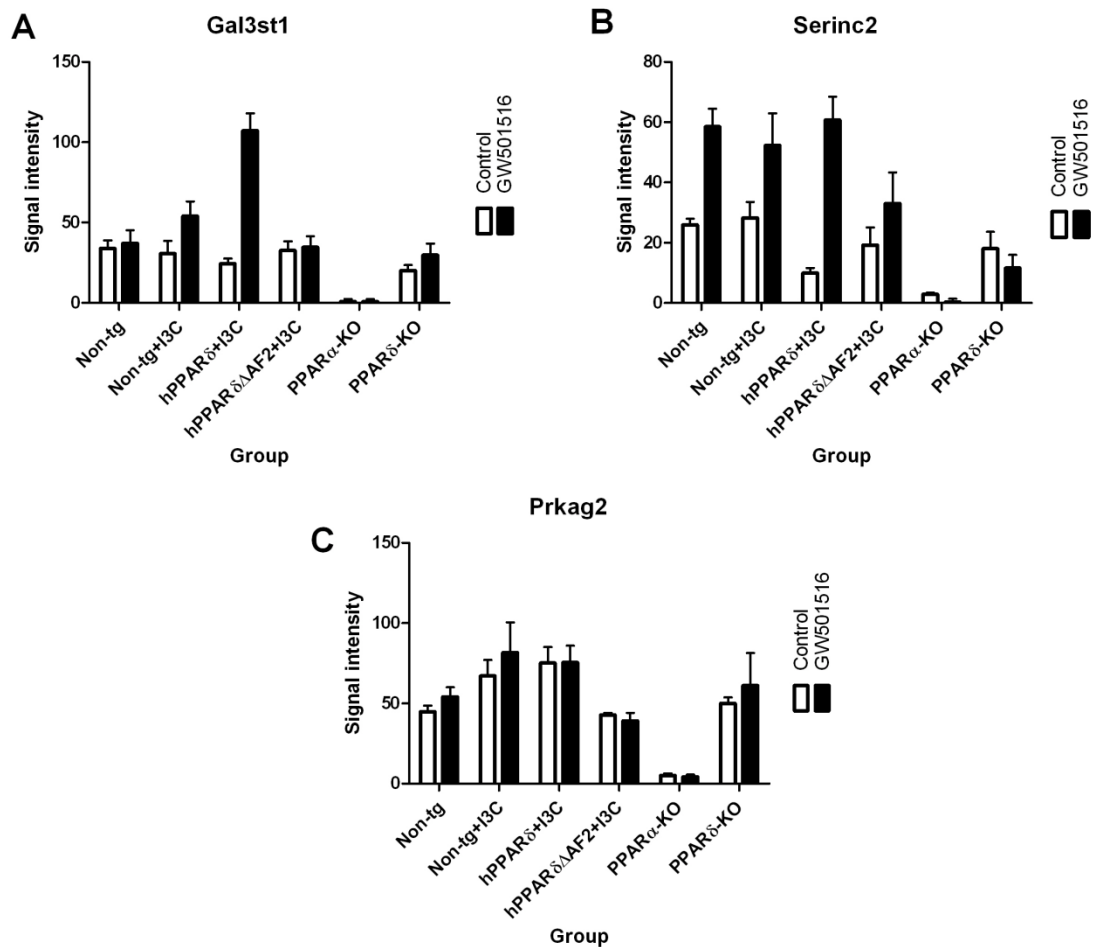 A
Gal3st1
150
100
50
0
Signal intensity
Non-tg
Non-tg+I3C
hPPARδ+I3C
hPPARδΔAF2+I3C
PPARα-KO
PPARδ-KO
Group
Control
GW501516
B
Serinc2
80
60
40
20
0
Signal intensity
Non-tg
Non-tg+I3C
hPPARδ+I3C
hPPARδΔAF2+I3C
PPARα-KO
PPARδ-KO
Group
Control
GW501516
C
Prkag2
150
100
50
0
Signal intensity
Non-tg
Non-tg+I3C
hPPARδ+I3C
hPPARδΔAF2+I3C
PPARα-KO
PPARδ-KO
Group
Control
GW501516